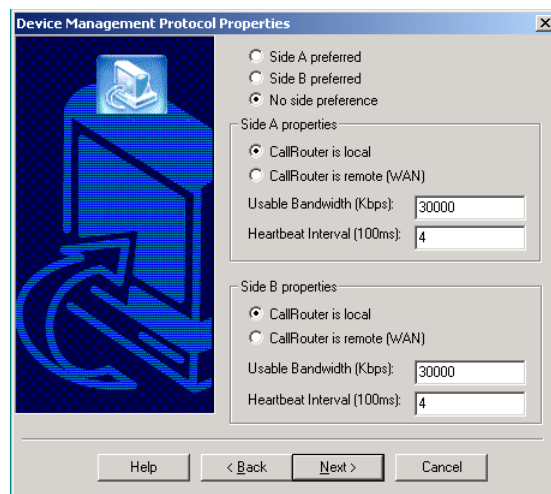 Device Management Protocol Properties
Side A preferred
Side B preferred
No side preference
Side A properties
CallRouter is local
CallRouter is remote (WAN)
Usable Bandwidth (Kbps): 30000
Heartbeat Interval (100ms): 4
Side B properties
CallRouter is local
CallRouter is remote (WAN)
Usable Bandwidth (Kbps): 30000
Heartbeat Interval (100ms): 4
Help < Back Next > Cancel